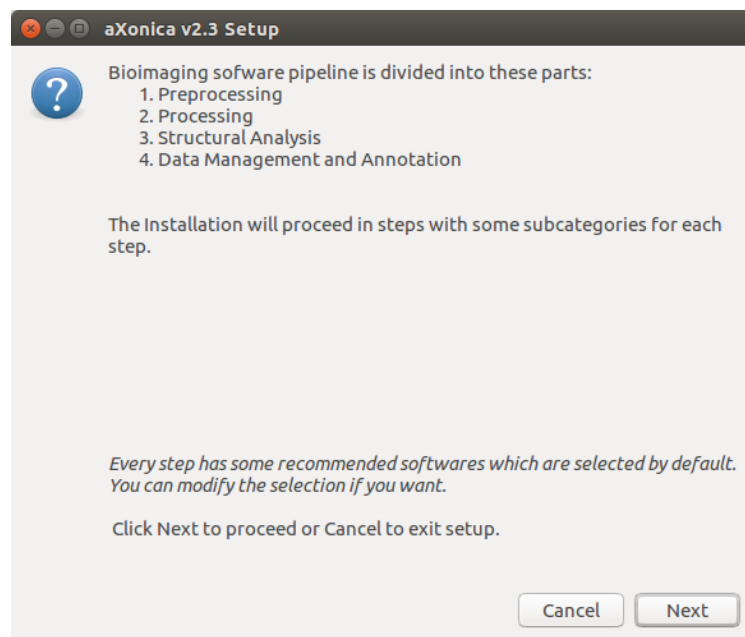 aXonica v2.3 Setup
Bioimaging sofware pipeline is divided into these parts:
1. Preprocessing
2. Processing
3. Structural Analysis
4. Data Management and Annotation
The Installation will proceed in steps with some subcategories for each
step.
Every step has some recommended softwares which are selected by default.
You can modify the selection if you want.
Click Next to proceed or Cancel to exit setup.
Cancel Next